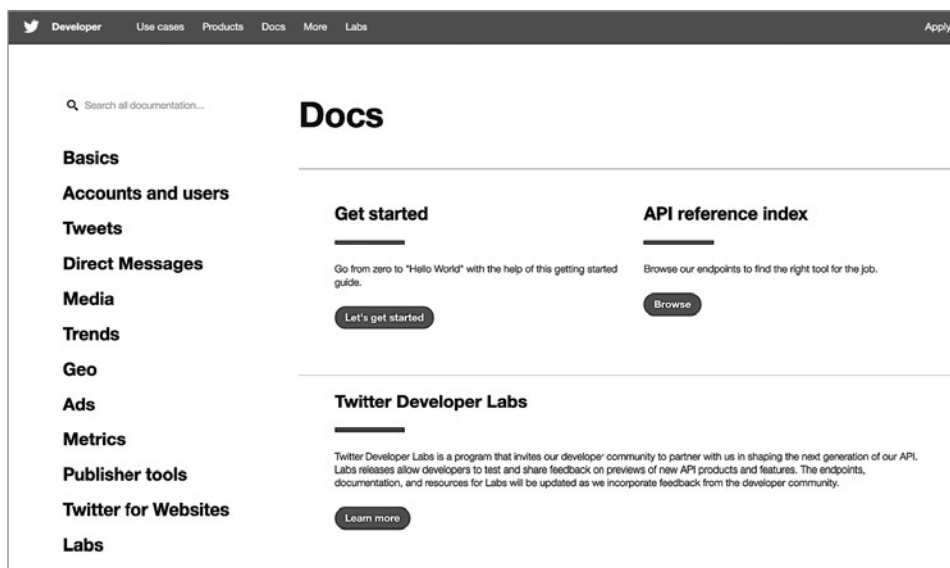 Developer Use cases Products Docs More Labs Apply
Search all documentation...
Basics
Accounts and users
Tweets
Direct Messages
Media
Trends
Geo
Ads
Metrics
Publisher tools
Twitter for Websites
Labs
Docs
Get started
Go from zero to "Hello World" with the help of this getting started
guide.
Let's get started
API reference index
Browse our endpoints to find the right tool for the job.
Browse
Twitter Developer Labs
Twitter Developer Labs is a program that invites our developer community to partner with us in shaping the next generation of our API.
Labs releases allow developers to test and share feedback on previews of new API products and features. The endpoints,
documentation, and resources for Labs will be updated as we incorporate feedback from the developer community.
Learn more